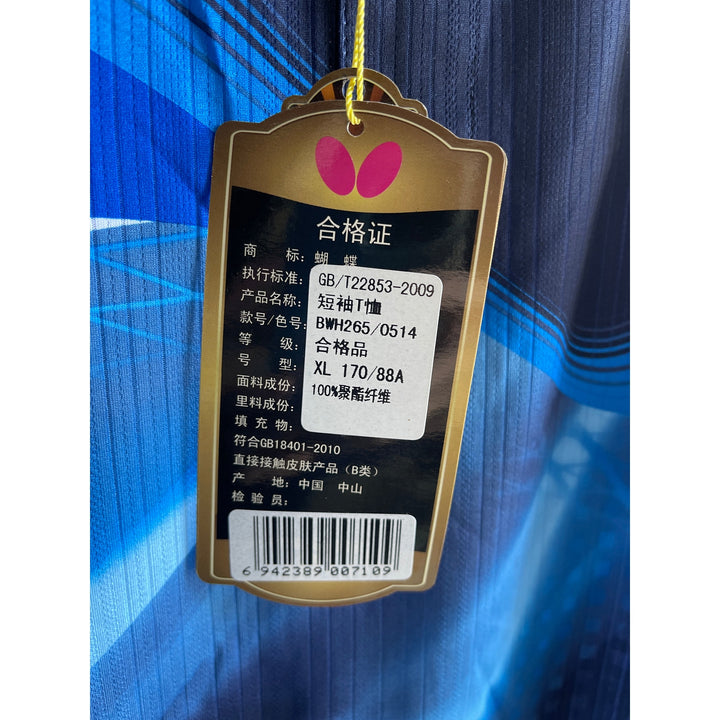 合格证
商 标：蝴 蝶
执行标准：GB/T22853-2009
产品名称：短袖T恤
款号/色号：BWH265/0514
等 级：合格品
号 型：XL 170/88A
面料成份：100%聚酯纤维
里料成份：
填 充 物：
符合GB18401-2010
直接接触皮肤产品（B类）
产 地：中国 中山
检 验 员：
6 942389 007109